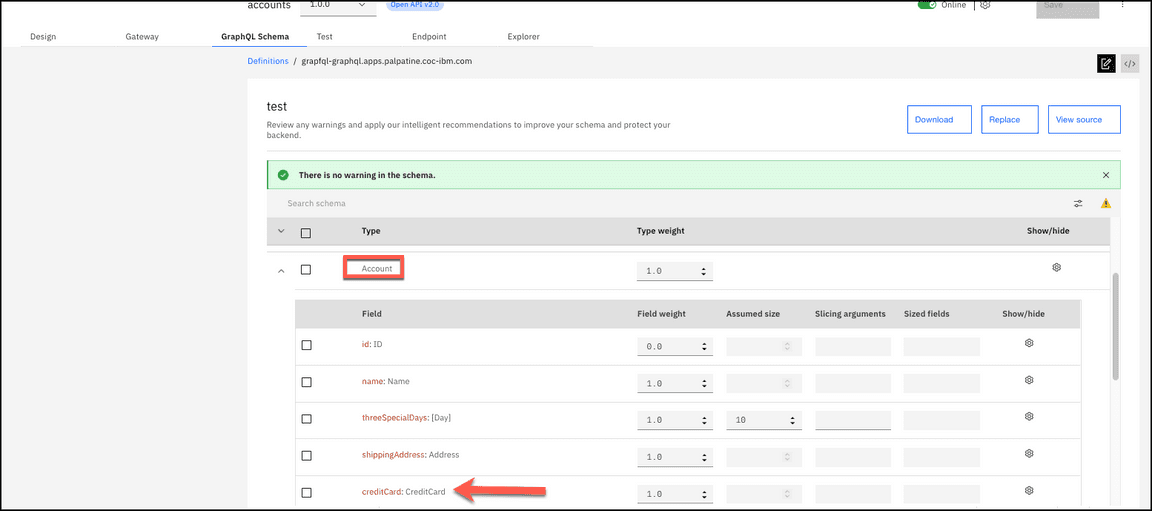 accounts 1.0.0 Open API v2.0 Online Save
Design Gateway GraphQL Schema Test Endpoint Explorer
Definitions / grapfql-graphql.apps.palpatine.coc-ibm.com </>
test
Review any warnings and apply our intelligent recommendations to improve your schema and protect your
backend.
Download Replace View source
There is no warning in the schema.
Search schema
Type Type weight Show/hide
Account 1.0
Field Field weight Assumed size Slicing arguments Sized fields Show/hide
id: ID 0.0
name: Name 1.0
threeSpecialDays: [Day] 1.0 10
shippingAddress: Address 1.0
creditCard: CreditCard 1.0